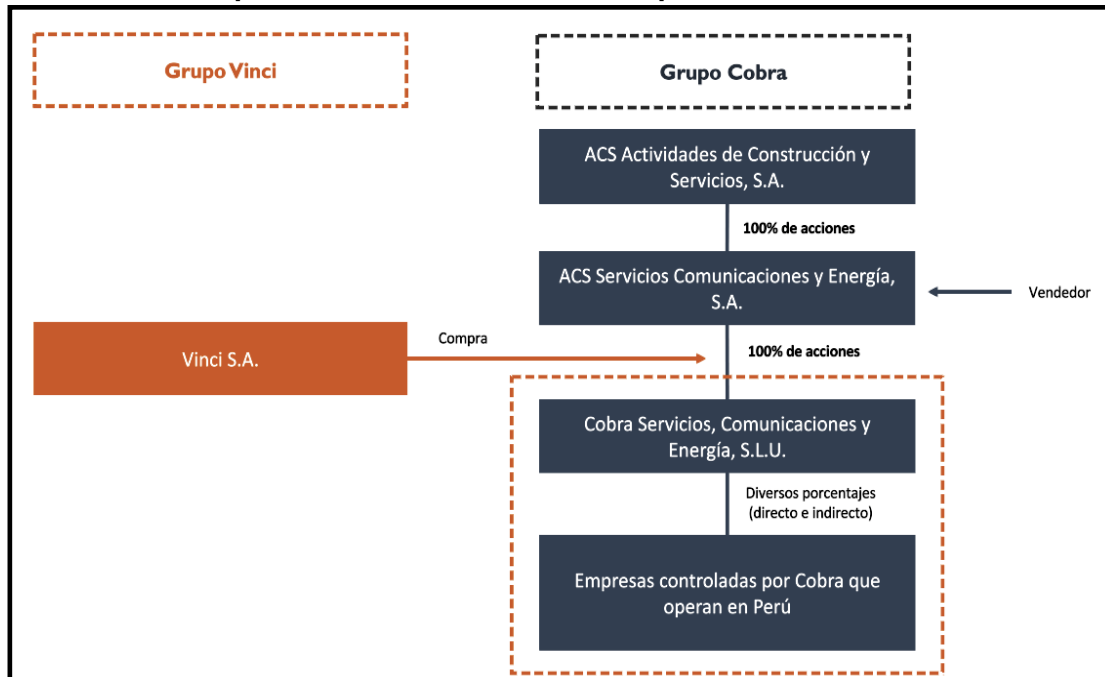 Grupo Vinci
Grupo Cobra
ACS Actividades de Construcción y
Servicios, S.A.
100% de acciones
ACS Servicios Comunicaciones y Energía,
S.A.
Vendedor
Vinci S.A.
Compra
100% de acciones
Cobra Servicios, Comunicaciones y
Energía, S.L.U.
Diversos porcentajes
(directo e indirecto)
Empresas controladas por Cobra que
operan en Perú